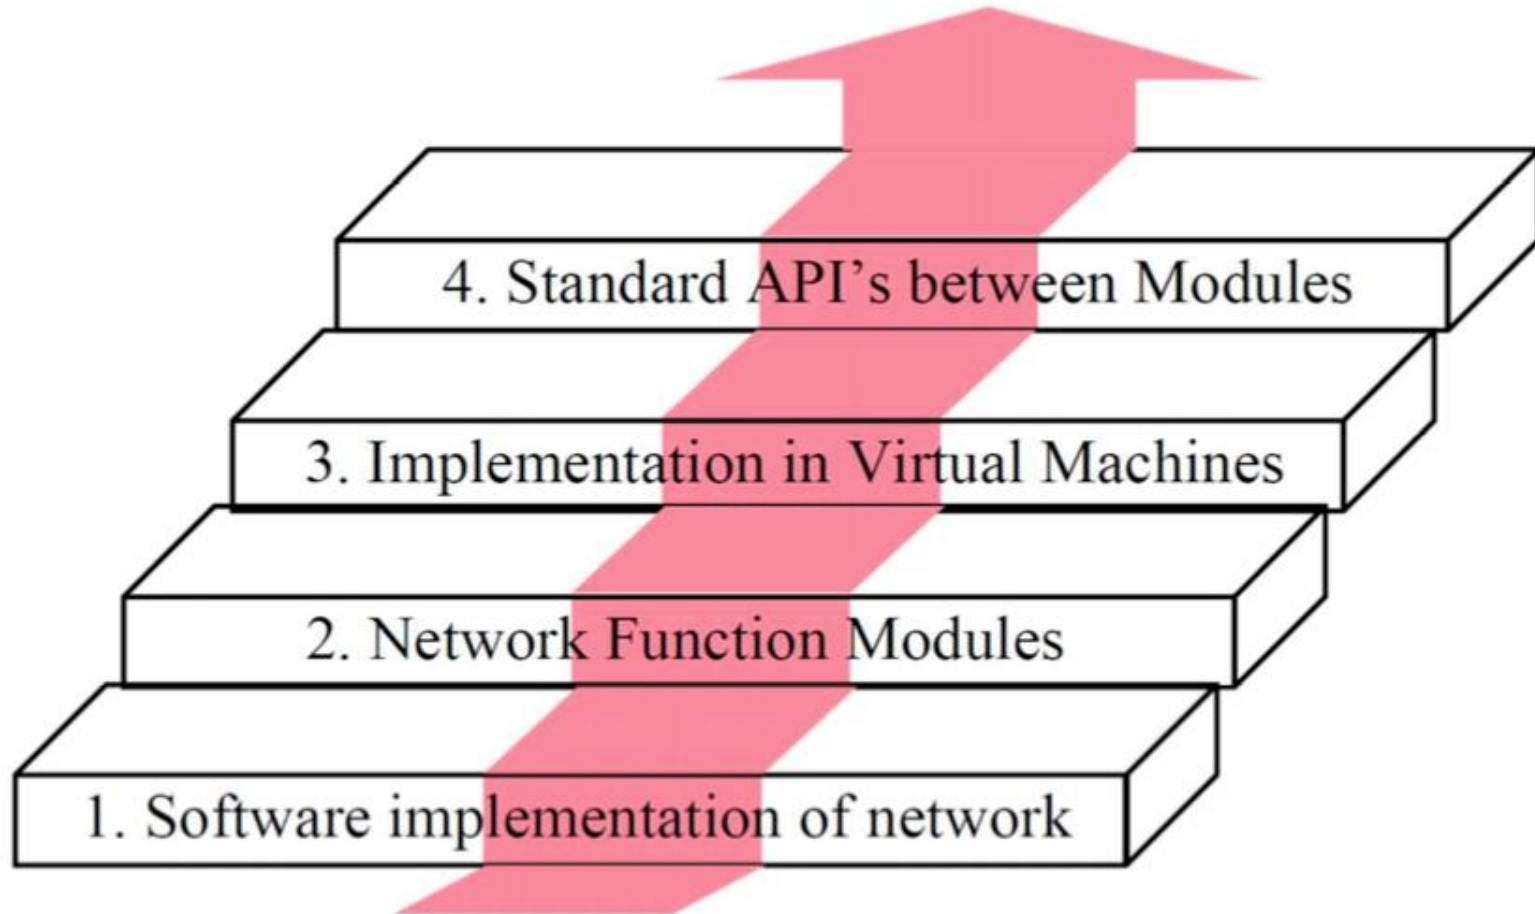 4. Standard API’s between Modules
3. Implementation in Virtual Machines
2. Network Function Modules
1. Software implementation of network